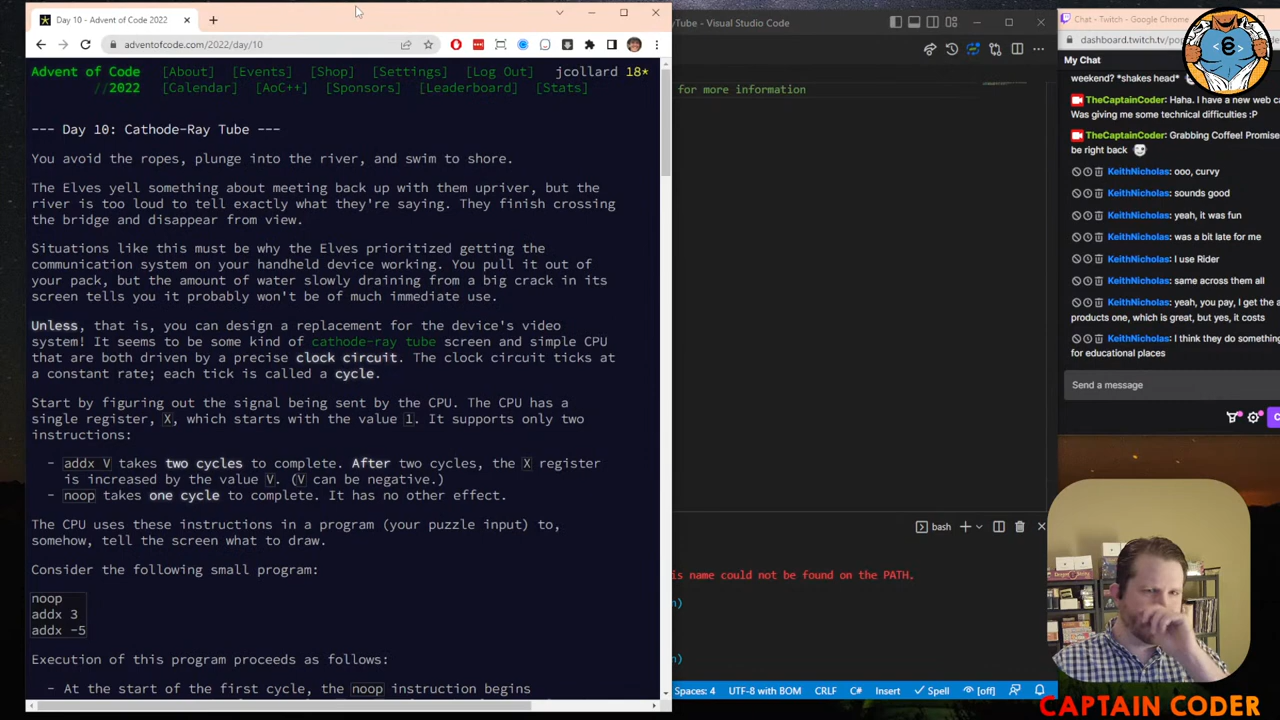 Day 10 - Advent of Code 2022
adventofcode.com/2022/day/10
Advent of Code
[About]
[Events]
[Shop]
[Settings]
[Log Out]
jcollard 18*
//2022
[Calendar]
[AoC++]
[Sponsors]
[Leaderboard]
[Stats]
--- Day 10: Cathode-Ray Tube ---
You avoid the ropes, plunge into the river, and swim to shore.
The Elves yell something about meeting back up with them upriver, but the
river is too loud to tell exactly what they're saying. They finish crossing
the bridge and disappear from view.
Situations like this must be why the Elves prioritized getting the
communication system on your handheld device working. You pull it out of
your pack, but the amount of water slowly draining from a big crack in its
screen tells you it probably won't be of much immediate use.
Unless, that is, you can design a replacement for the device's video
system! It seems to be some kind of cathode-ray tube screen and simple CPU
that are both driven by a precise clock circuit. The clock circuit ticks at
a constant rate; each tick is called a cycle.
Start by figuring out the signal being sent by the CPU. The CPU has a
single register, X, which starts with the value 1. It supports only two
instructions:
- addx V takes two cycles to complete. After two cycles, the X register
is increased by the value V. (V can be negative.)
- noop takes one cycle to complete. It has no other effect.
The CPU uses these instructions in a program (your puzzle input) to,
somehow, tell the screen what to draw.
Consider the following small program:
noop
addx 3
addx -5
Execution of this program proceeds as follows:
- At the start of the first cycle, the noop instruction begins
yTube - Visual Studio Code
for more information
bash
is name could not be found on the PATH.
n)
n)
Spaces: 4
UTF-8 with BOM
CRLF
C#
Insert
Spell
[off]
Chat - Twitch - Google Chrome
dashboard.twitch.tv/pop
My Chat
weekend? *shakes head*
TheCaptainCoder: Haha. I have a new web ca
Was giving me some technical difficulties :P
TheCaptainCoder: Grabbing Coffee! Promise
be right back
KeithNicholas: ooo, curvy
KeithNicholas: sounds good
KeithNicholas: yeah, it was fun
KeithNicholas: was a bit late for me
KeithNicholas: I use Rider
KeithNicholas: same across them all
KeithNicholas: yeah, you pay, I get the a
products one, which is great, but yes, it costs
KeithNicholas: I think they do something
for educational places
Send a message
CAPTAIN CODER